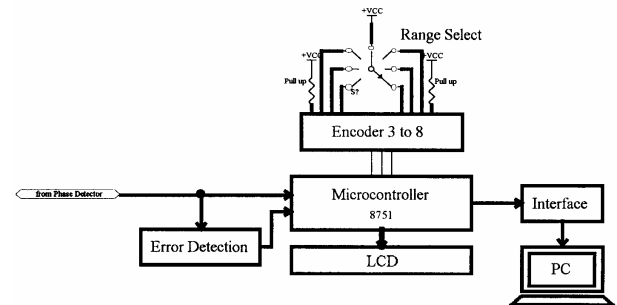 +VCC
Range Select
+VCC
+VCC
Pull up
Pull up
S?
Encoder 3 to 8
from Phase Detector
Microcontroller
8751
Interface
Error Detection
LCD
PC